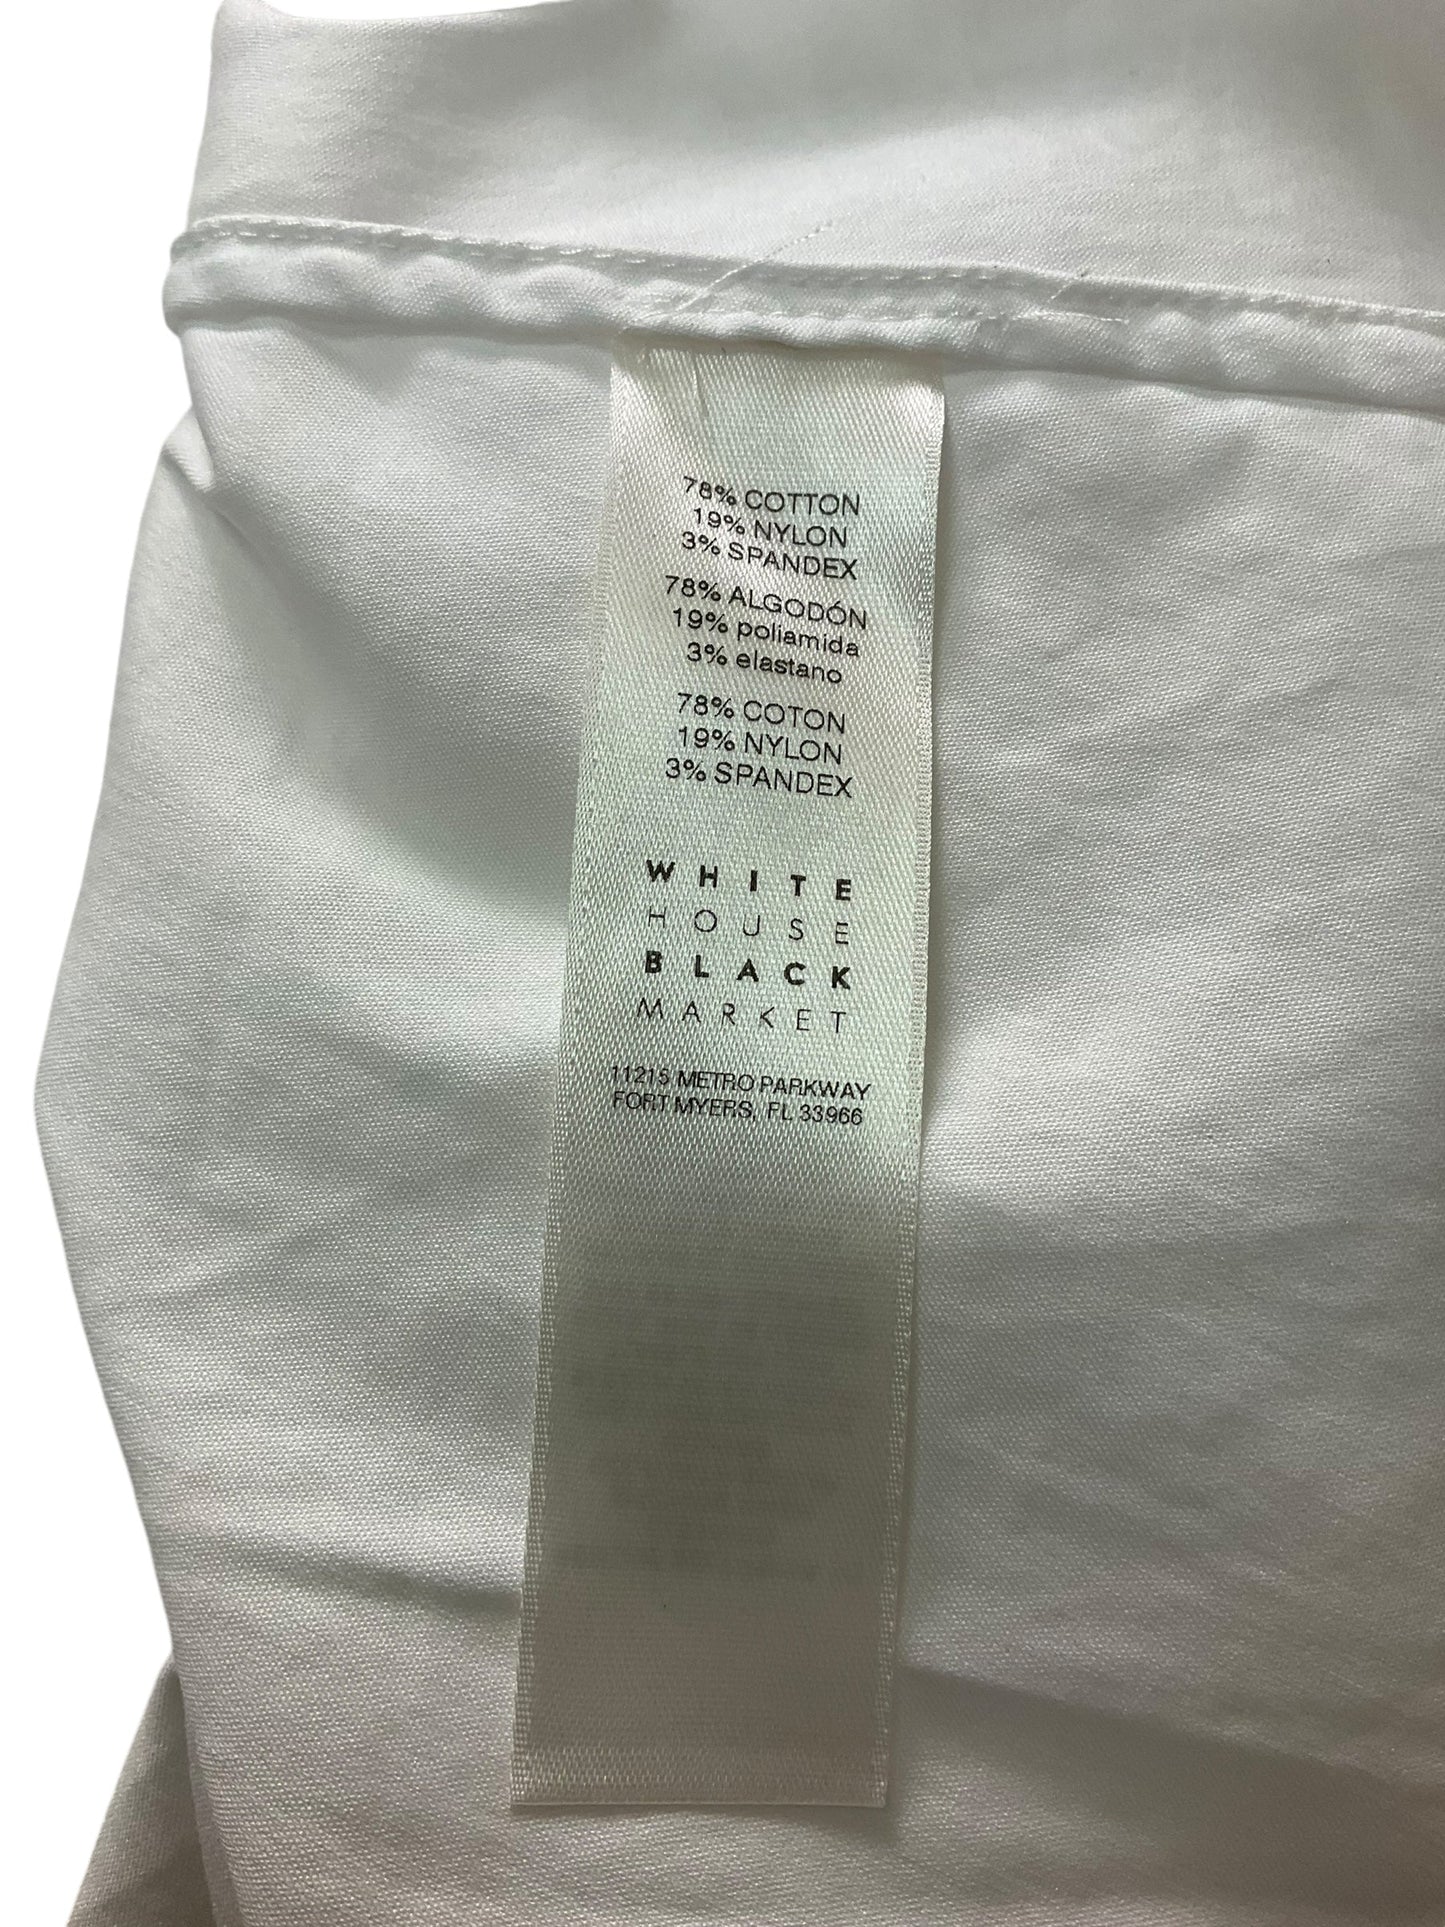 78% COTTON
19% NYLON
3% SPANDEX
78% ALGODÓN
19% poliamida
3% elastano
78% COTON
19% NYLON
3% SPANDEX
WHITE
HOUSE
BLACK
MARKET
11215 METRO PARKWAY
FORT MYERS, FL 33966